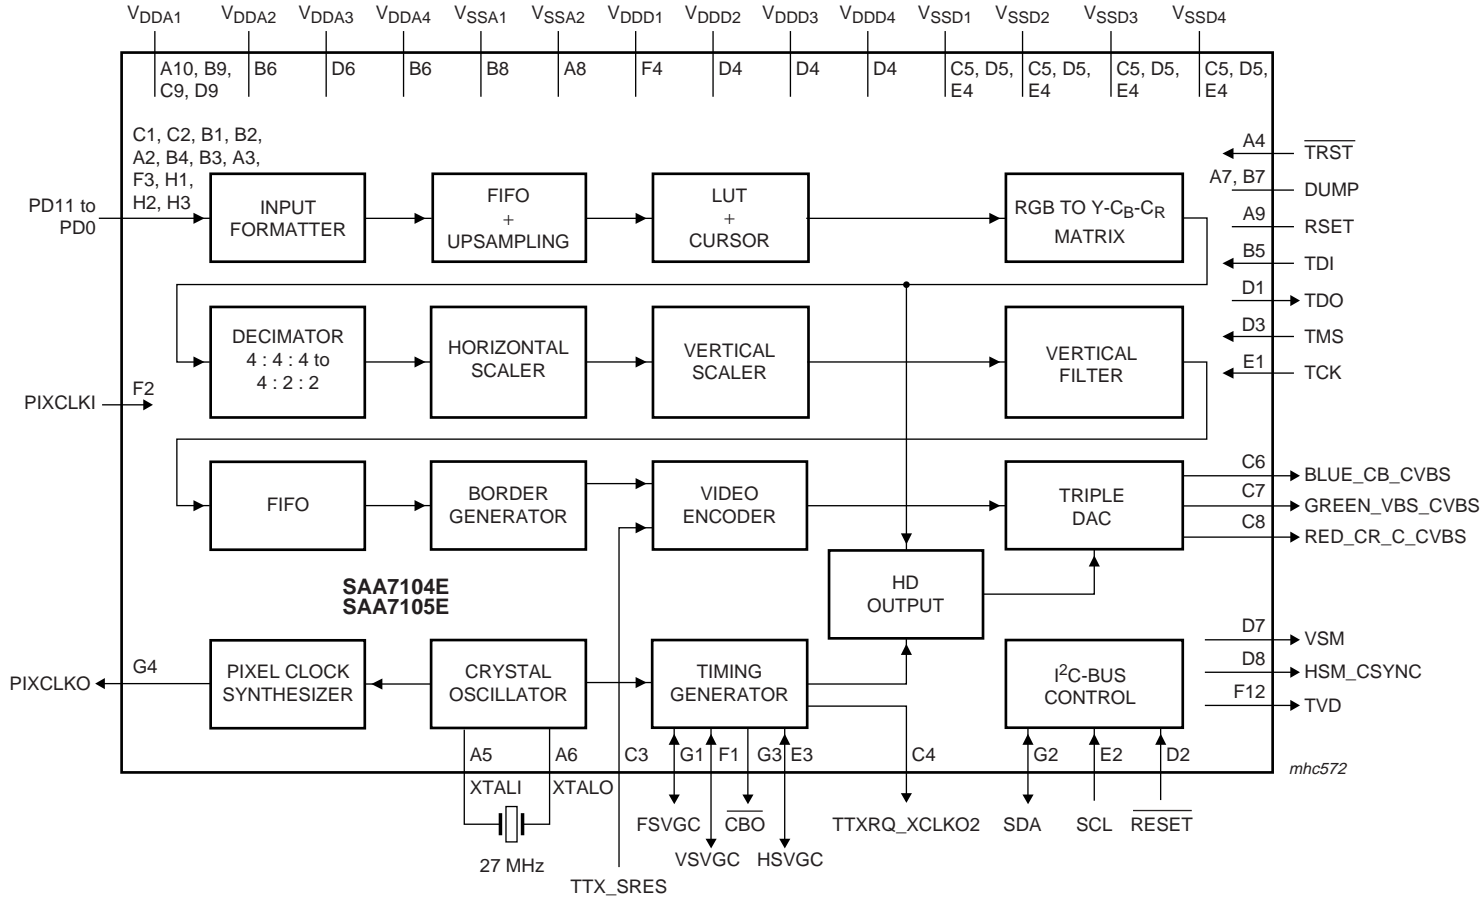 VDDA1 VDDA2 VDDA3 VDDA4 VSSA1 VSSA2 VDDD1 VDDD2 VDDD3 VDDD4 VSSD1 VSSD2 VSSD3 VSSD4
A10, B9, B6 D6 B6 B8 A8 F4 D4 D4 D4 C5, D5, C5, D5, C5, D5, C5, D5,
C9, D9 E4 E4 E4 E4
C1, C2, B1, B2,
A2, B4, B3, A3,
F3, H1,
H2, H3
PD11 to
PD0
INPUT
FORMATTER
FIFO
+
UPSAMPLING
LUT
+
CURSOR
RGB TO Y-CB-CR
MATRIX
A4 TRST
A7, B7 DUMP
A9 RSET
B5 TDI
D1 TDO
D3 TMS
E1 TCK
DECIMATOR
4 : 4 : 4 to
4 : 2 : 2
HORIZONTAL
SCALER
VERTICAL
SCALER
VERTICAL
FILTER
PIXCLKI F2
FIFO
BORDER
GENERATOR
VIDEO
ENCODER
TRIPLE
DAC
C6 BLUE_CB_CVBS
C7 GREEN_VBS_CVBS
C8 RED_CR_C_CVBS
SAA7104E
SAA7105E
HD
OUTPUT
PIXCLKO G4
PIXEL CLOCK
SYNTHESIZER
CRYSTAL
OSCILLATOR
TIMING
GENERATOR
I2C-BUS
CONTROL
D7 VSM
D8 HSM_CSYNC
F12 TVD
A5 A6 C3 G1 F1 G3 E3 C4 G2 E2 D2
mhc572
XTALI XTALO
27 MHz
TTX_SRES
FSVGC
VSVGC
CBO
HSVGC
TTXRQ_XCLKO2
SDA
SCL
RESET